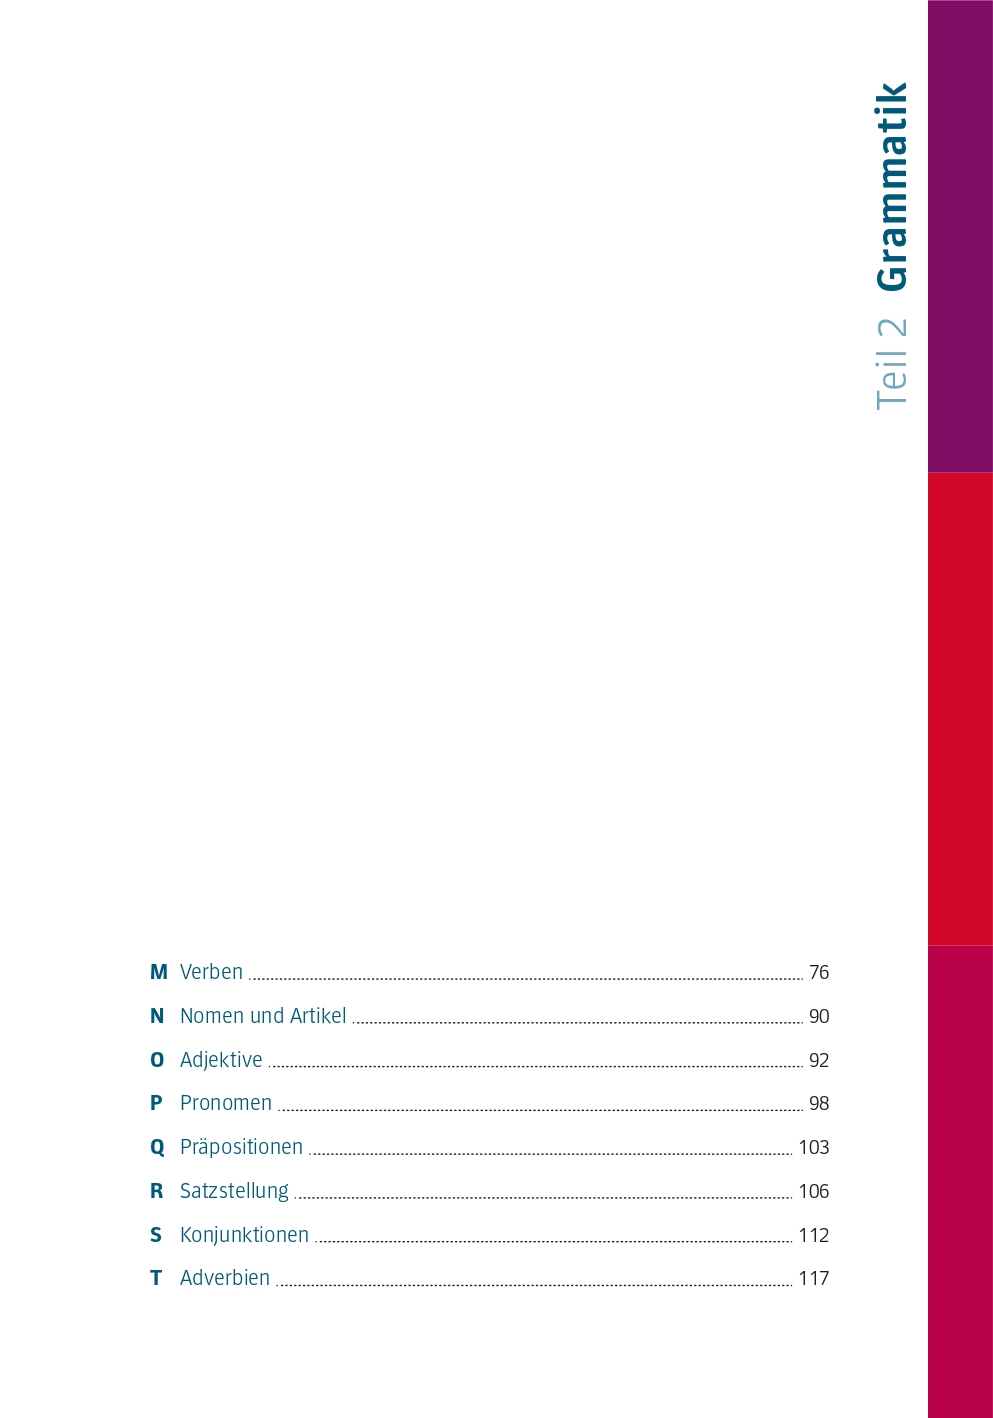 Teil 2 Grammatik
M Verben 76
N Nomen und Artikel 90
O Adjektive 92
P Pronomen 98
Q Präpositionen 103
R Satzstellung 106
S Konjunktionen 112
T Adverbien 117